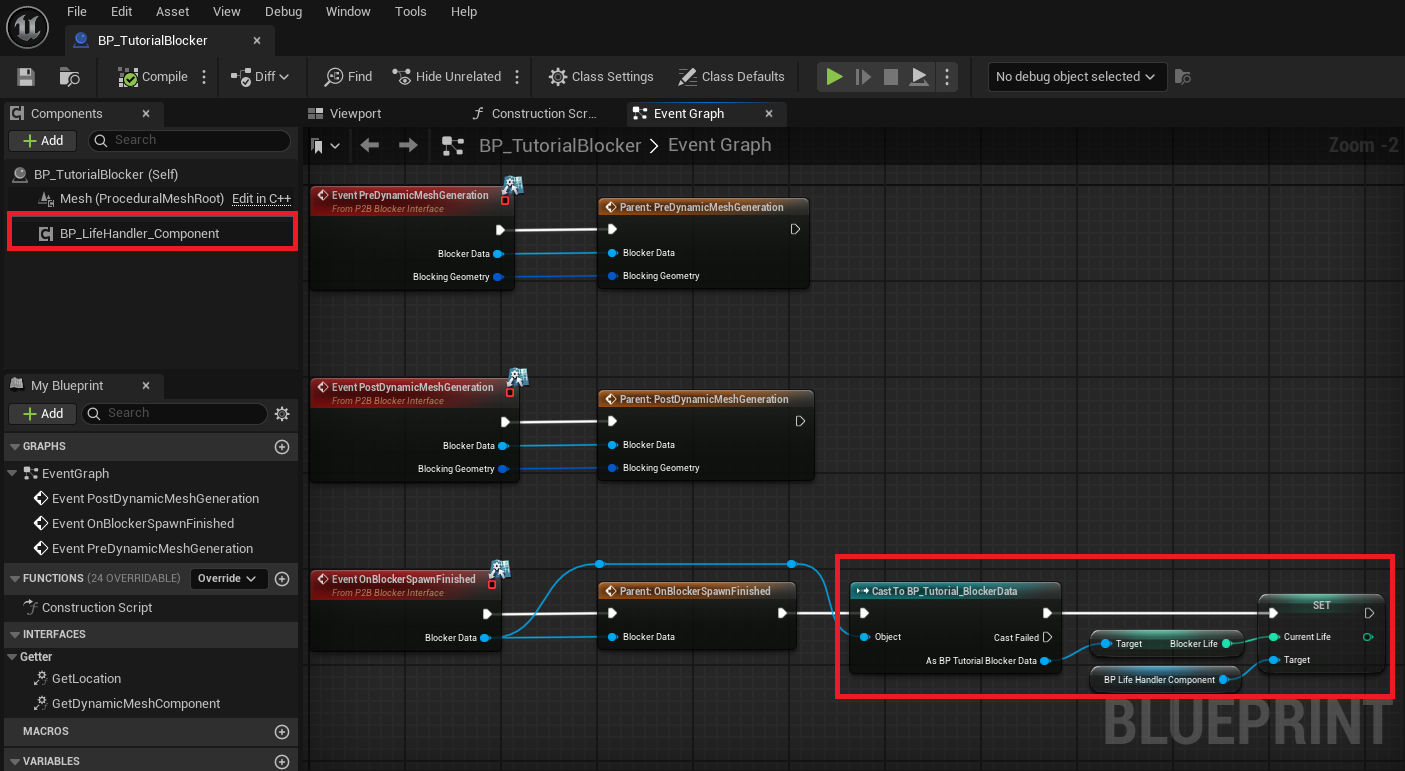 File Edit Asset View Debug Window Tools Help
BP_TutorialBlocker
Compile Diff Find Hide Unrelated Class Settings Class Defaults No debug object selected
Components
Viewport Construction Scr... Event Graph
Add Search
BP_TutorialBlocker > Event Graph Zoom -2
BP_TutorialBlocker (Self)
Mesh (ProceduralMeshRoot) Edit in C++
BP_LifeHandler_Component
Event PreDynamicMeshGeneration
From P2B Blocker Interface
Blocker Data
Blocking Geometry
Parent: PreDynamicMeshGeneration
Blocker Data
Blocking Geometry
My Blueprint
Add Search
GRAPHS
EventGraph
Event PostDynamicMeshGeneration
Event OnBlockerSpawnFinished
Event PreDynamicMeshGeneration
FUNCTIONS (24 OVERRIDABLE) Override
Construction Script
INTERFACES
Getter
GetLocation
GetDynamicMeshComponent
MACROS
VARIABLES
Event PostDynamicMeshGeneration
From P2B Blocker Interface
Blocker Data
Blocking Geometry
Parent: PostDynamicMeshGeneration
Blocker Data
Blocking Geometry
Event OnBlockerSpawnFinished
From P2B Blocker Interface
Blocker Data
Parent: OnBlockerSpawnFinished
Blocker Data
Cast To BP_Tutorial_BlockerData
Object Cast Failed
As BP Tutorial Blocker Data
Target Blocker Life
BP Life Handler Component
SET
Current Life
Target
BLUEPRINT